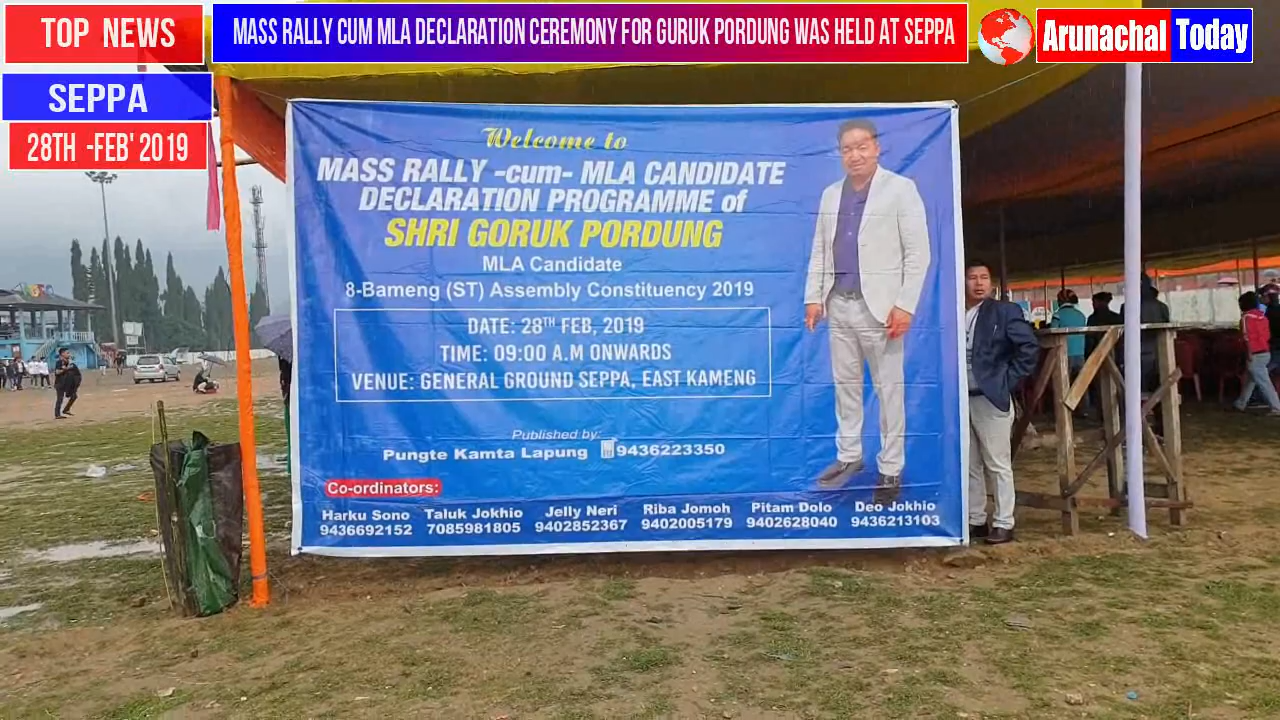 TOP NEWS
MASS RALLY CUM MLA DECLARATION CEREMONY FOR GURUK PORDUNG WAS HELD AT SEPPA
Arunachal Today
SEPPA
28TH -FEB' 2019
Welcome to
MASS RALLY -cum- MLA CANDIDATE
DECLARATION PROGRAMME of
SHRI GORUK PORDUNG
MLA Candidate
8-Bameng (ST) Assembly Constituency 2019
DATE: 28TH FEB, 2019
TIME: 09:00 A.M ONWARDS
VENUE: GENERAL GROUND SEPPA, EAST KAMENG
Published by:
Pungte Kamta Lapung 9436223350
Co-ordinators:
Harku Sono Taluk Jokhio Jelly Neri Riba Jomoh Pitam Dolo Deo Jokhio
9436692152 7085981805 9402852367 9402005179 9402628040 9436213103